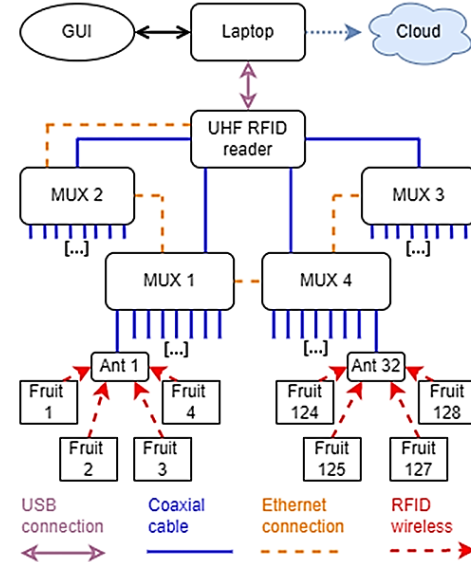 GUI
Laptop
Cloud
UHF RFID
reader
MUX 2
MUX 3
[...]
[...]
MUX 1
MUX 4
[...]
[...]
Ant 1
Ant 32
Fruit
1
Fruit
4
Fruit
124
Fruit
128
Fruit
2
Fruit
3
Fruit
125
Fruit
127
USB
connection
Coaxial
cable
Ethernet
connection
RFID
wireless